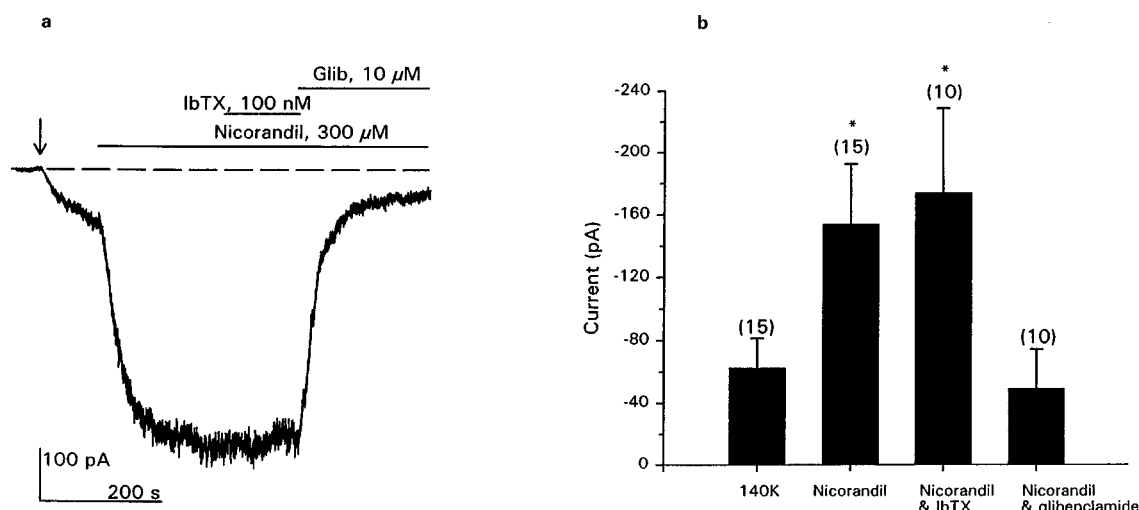 a
Glib, 10 μM
IbTX, 100 nM
Nicorandil, 300 μM
100 pA
200 s
b
Current (pA)
-240
-200
-160
-120
-80
-40
0
(15)
*
(15)
*
(10)
(10)
140K
Nicorandil
Nicorandil
& IbTX
Nicorandil
& glibenclamide